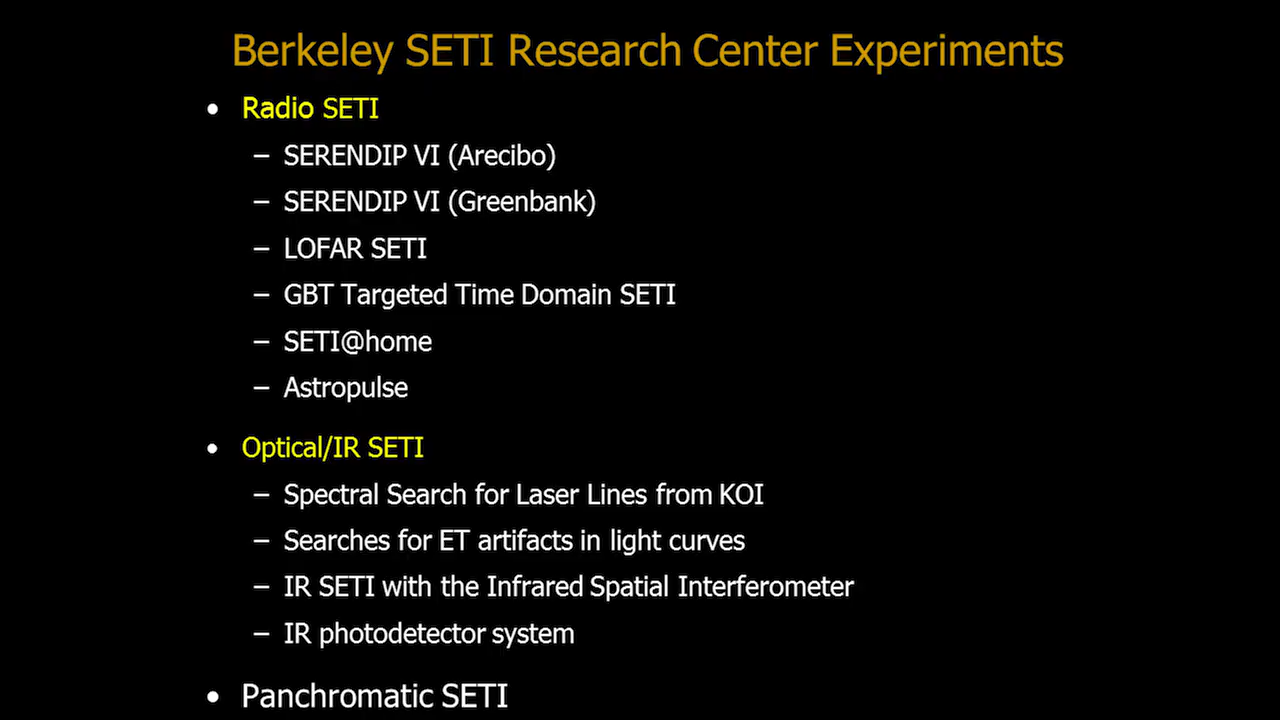 Berkeley SETI Research Center Experiments
• Radio SETI
– SERENDIP VI (Arecibo)
– SERENDIP VI (Greenbank)
– LOFAR SETI
– GBT Targeted Time Domain SETI
– SETI@home
– Astropulse
• Optical/IR SETI
– Spectral Search for Laser Lines from KOI
– Searches for ET artifacts in light curves
– IR SETI with the Infrared Spatial Interferometer
– IR photodetector system
• Panchromatic SETI